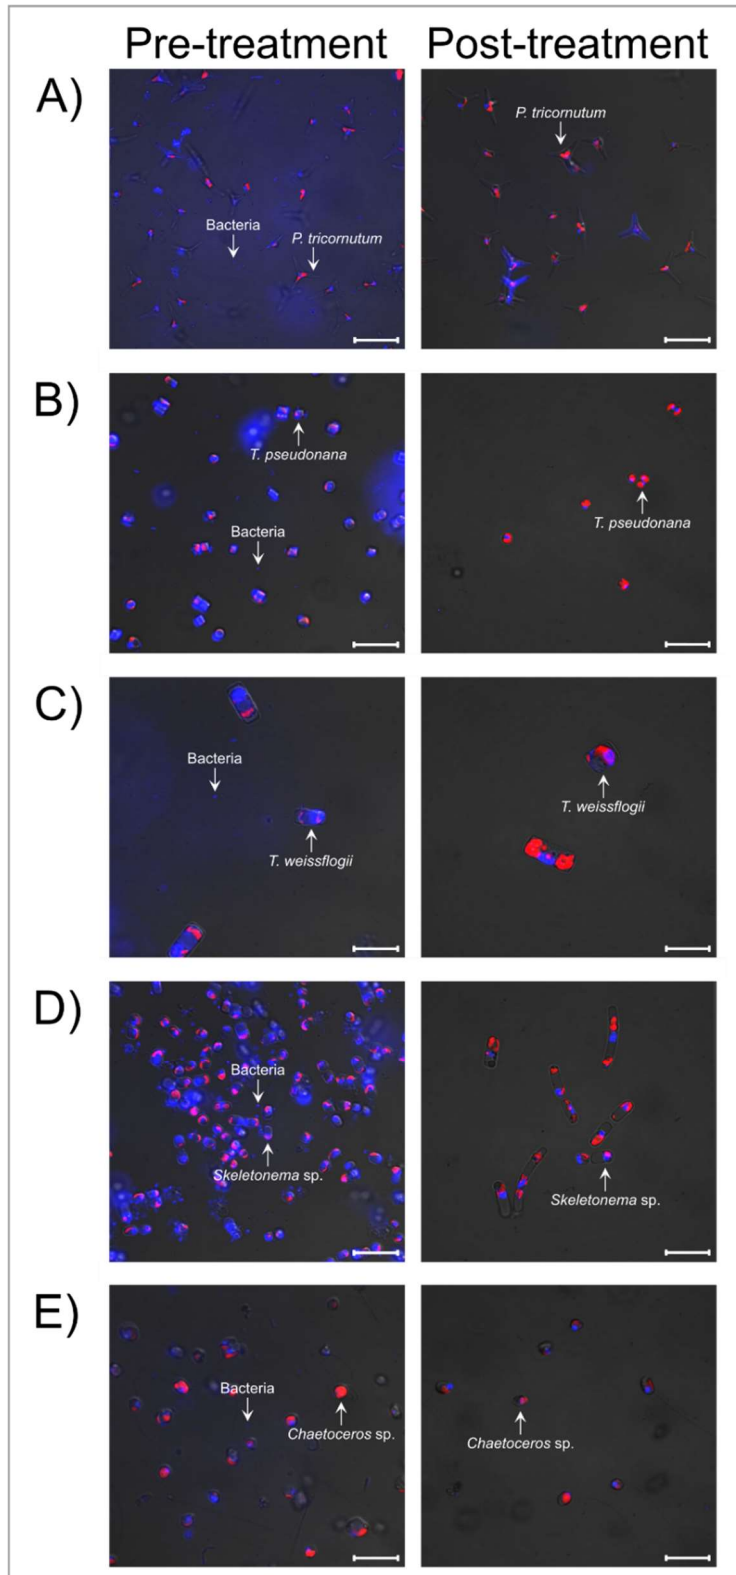 Pre-treatment Post-treatment
A)
P. tricornutum
Bacteria
P. tricornutum
B)
T. pseudonana
T. pseudonana
Bacteria
C)
Bacteria
T. weissflogii
T. weissflogii
D)
Bacteria
Skeletonema sp.
Skeletonema sp.
E)
Bacteria
Chaetoceros sp.
Chaetoceros sp.